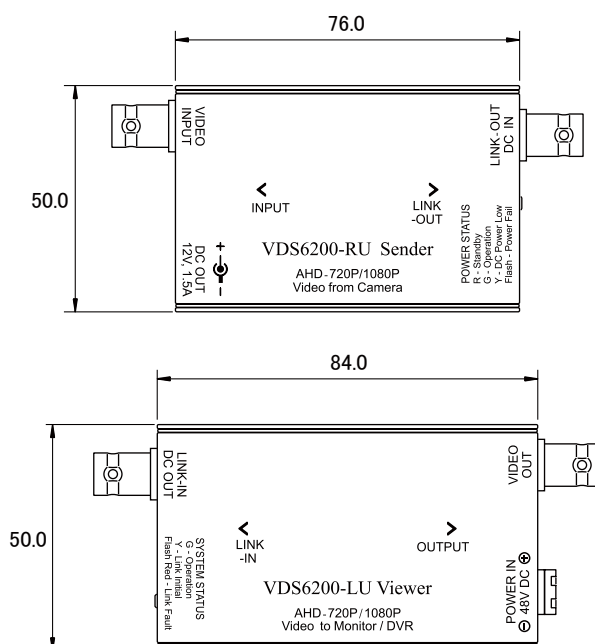 76.0
50.0
VIDEO
INPUT
LINK-OUT
DC IN
INPUT
LINK
-OUT
DC OUT
12V, 1.5A
+
-
VDS6200-RU Sender
AHD-720P/1080P
Video from Camera
POWER STATUS
R - Standby
G - Operation
Y - DC Power Low
Flash - Power Fail
84.0
50.0
LINK-IN
DC OUT
VIDEO
OUT
LINK
-IN
OUTPUT
SYSTEM STATUS
G - Operation
Y - Link Initial
Flash Red - Link Fault
VDS6200-LU Viewer
AHD-720P/1080P
Video to Monitor / DVR
POWER IN
48V DC
+
-